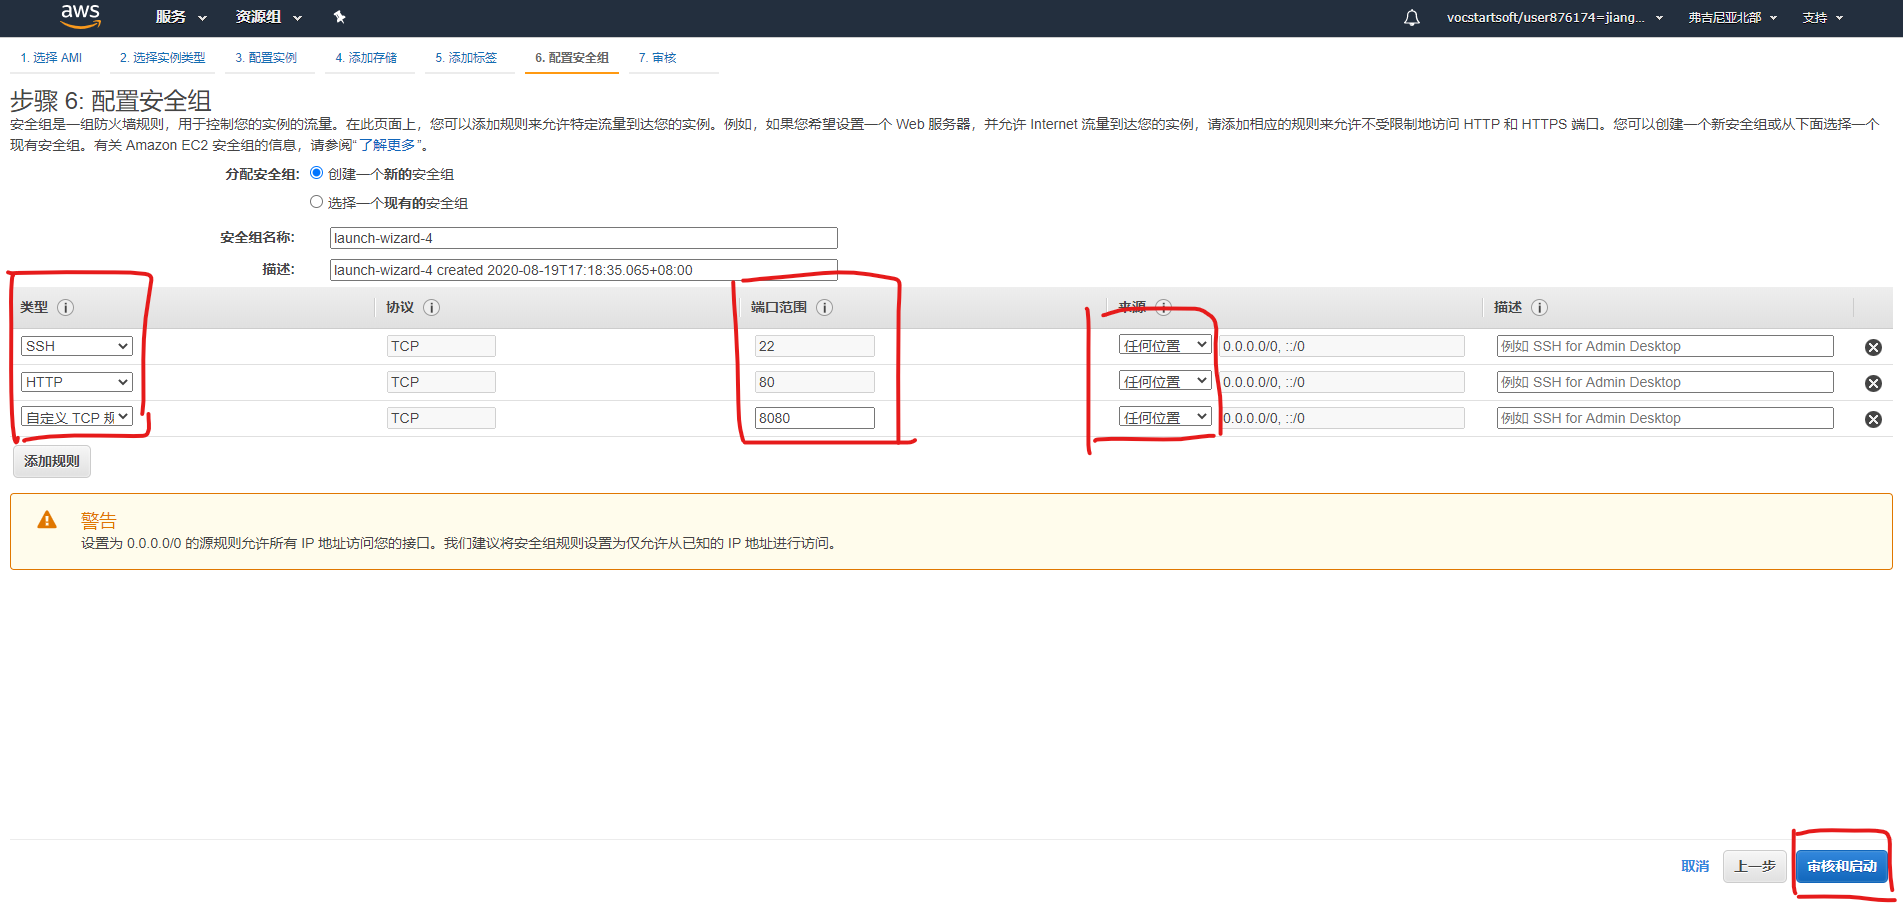 aws 服务 资源组 vocstartsoft/user876174=jiang... 弗吉尼亚北部 支持
1. 选择 AMI 2. 选择实例类型 3. 配置实例 4. 添加存储 5. 添加标签 6. 配置安全组 7. 审核
步骤 6: 配置安全组
安全组是一组防火墙规则，用于控制您的实例的流量。在此页面上，您可以添加规则来允许特定流量到达您的实例。例如，如果您希望设置一个 Web 服务器，并允许 Internet 流量到达您的实例，请添加相应的规则来允许不受限制地访问 HTTP 和 HTTPS 端口。您可以创建一个新安全组或从下面选择一个
现有安全组。有关 Amazon EC2 安全组的信息，请参阅“了解更多”。
分配安全组: 创建一个新的安全组
选择一个现有的安全组
安全组名称: launch-wizard-4
描述: launch-wizard-4 created 2020-08-19T17:18:35.065+08:00
类型 协议 端口范围 来源 描述
SSH TCP 22 任何位置 0.0.0.0/0, ::/0 例如 SSH for Admin Desktop
HTTP TCP 80 任何位置 0.0.0.0/0, ::/0 例如 SSH for Admin Desktop
自定义 TCP 规 TCP 8080 任何位置 0.0.0.0/0, ::/0 例如 SSH for Admin Desktop
添加规则
警告
设置为 0.0.0.0/0 的源规则允许所有 IP 地址访问您的接口。我们建议将安全组规则设置为仅允许从已知的 IP 地址进行访问。
取消 上一步 审核和启动